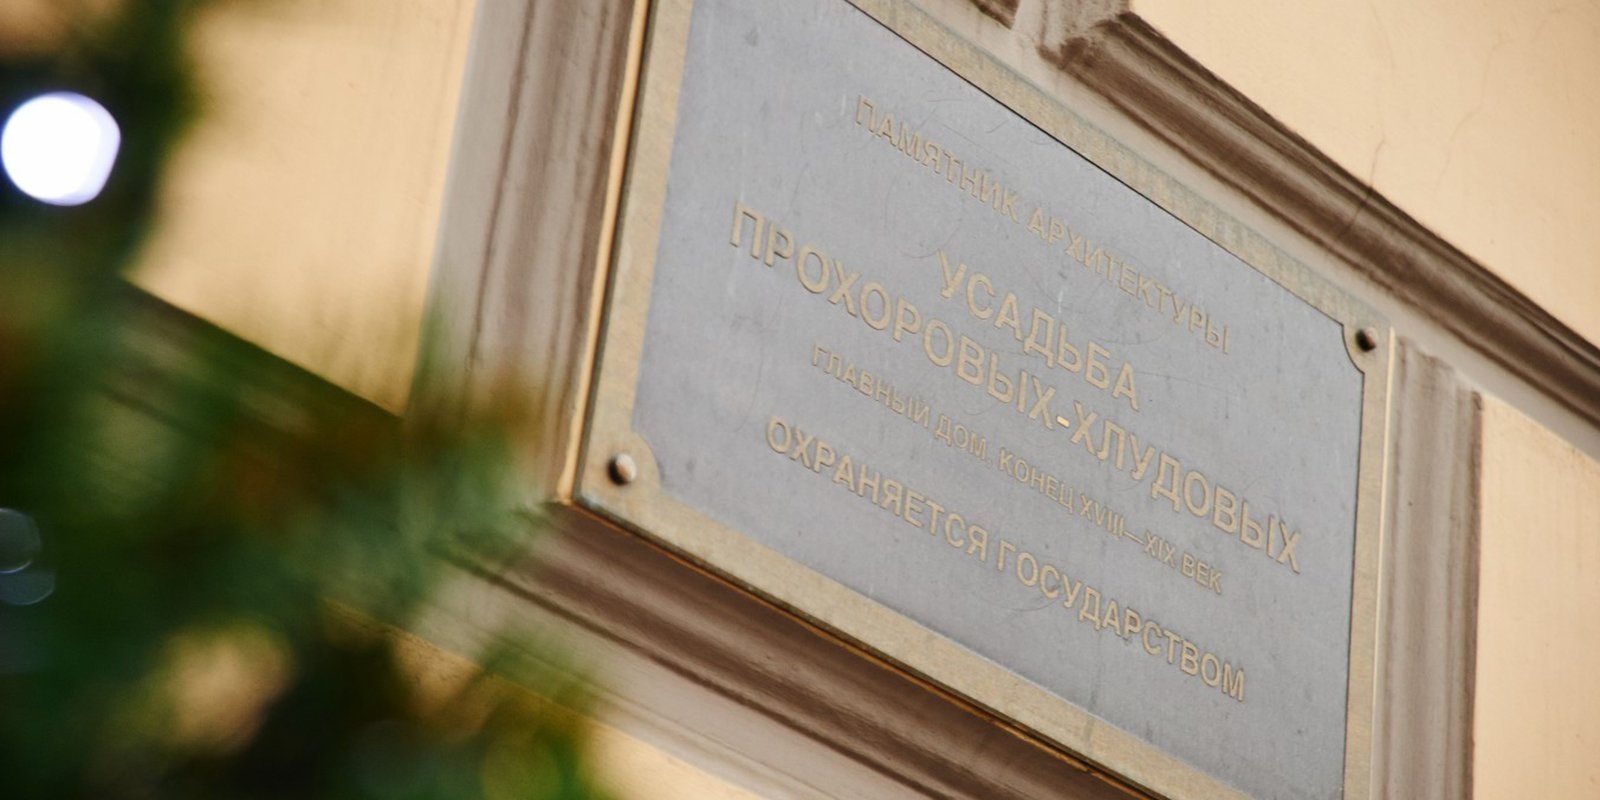 ПАМЯТНИК АРХИТЕКТУРЫ
УСАДЬБА
ПРОХОРОВЫХ-ХЛУДОВЫХ
ГЛАВНЫЙ ДОМ, КОНЕЦ XVIII—XIX ВЕК
ОХРАНЯЕТСЯ ГОСУДАРСТВОМ